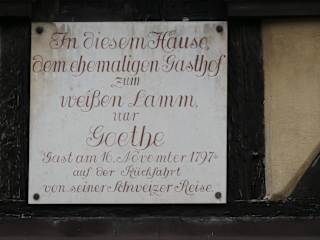 In diesem Hause,
dem ehemaligen Gasthof
zum
weißen Lamm,
war
Goethe
Gast am 16. November 1797
auf der Rückfahrt
von seiner Schweizer Reise.